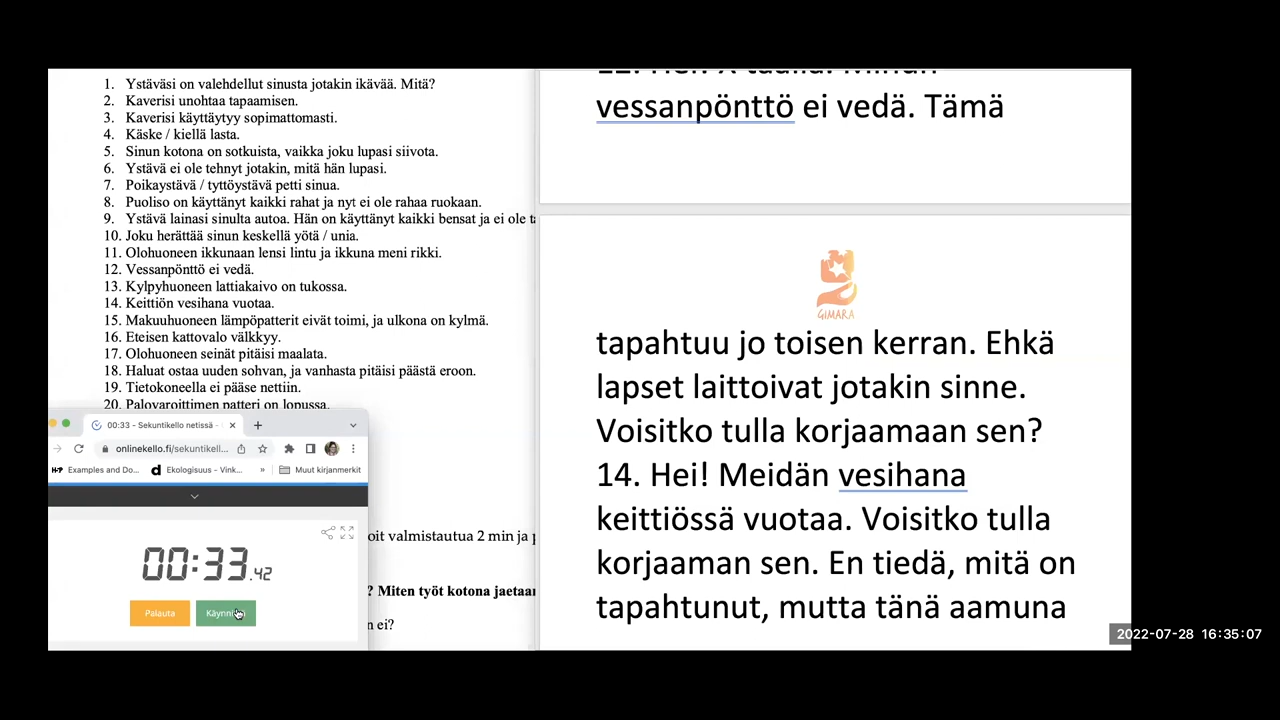 1. Ystäväsi on valehdellut sinusta jotakin ikävää. Mitä?
2. Kaverisi unohtaa tapaamisen.
3. Kaverisi käyttäytyy sopimattomasti.
4. Käske / kiellä lasta.
5. Sinun kotona on sotkuista, vaikka joku lupasi siivota.
6. Ystävä ei ole tehnyt jotakin, mitä hän lupasi.
7. Poikaystävä / tyttöystävä petti sinua.
8. Puoliso on käyttänyt kaikki rahat ja nyt ei ole rahaa ruokaan.
9. Ystävä lainasi sinulta autoa. Hän on käyttänyt kaikki bensat ja ei ole
10. Joku herättää sinun keskellä yötä / unia.
11. Olohuoneen ikkunaan lensi lintu ja ikkuna meni rikki.
12. Vessanpönttö ei vedä.
13. Kylpyhuoneen lattiakaivo on tukossa.
14. Keittiön vesihana vuotaa.
15. Makuuhuoneen lämpöpatterit eivät toimi, ja ulkona on kylmä.
16. Eteisen kattovalo välkkyy.
17. Olohuoneen seinät pitäisi maalata.
18. Haluat ostaa uuden sohvan, ja vanhasta pitäisi päästä eroon.
19. Tietokoneella ei pääse nettiin.
20. Palovaroittimen patteri on lopussa.
00:33 - Sekuntikello netissä -
onlinekello.fi/sekuntikell...
Examples and Do...
Ekologisuus - Vink...
»
Muut kirjanmerkit
00:33.42
Palauta
oit valmistautua 2 min ja
? Miten työt kotona jaetaan
n ei?
vessanpönttö ei vedä. Tämä
GIMARA
tapahtuu jo toisen kerran. Ehkä
lapset laittoivat jotakin sinne.
Voisitko tulla korjaamaan sen?
14. Hei! Meidän vesihana
keittiössä vuotaa. Voisitko tulla
korjaaman sen. En tiedä, mitä on
tapahtunut, mutta tänä aamuna
2022-07-28 16:35:07